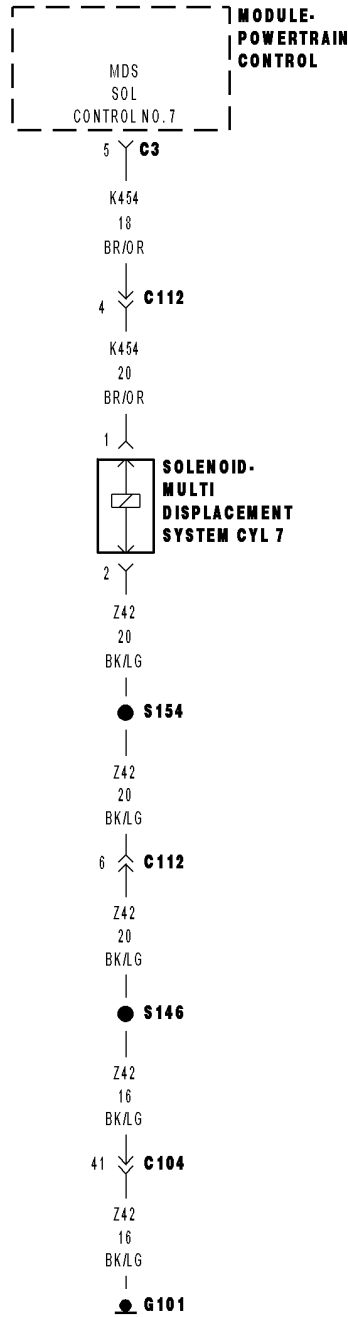 MODULE-
POWERTRAIN
CONTROL
MDS
SOL
CONTROL NO. 7
5 C3
K454
18
BR/OR
4 C112
K454
20
BR/OR
1
SOLENOID-
MULTI
DISPLACEMENT
SYSTEM CYL 7
2
Z42
20
BK/LG
S154
Z42
20
BK/LG
6 C112
Z42
20
BK/LG
S146
Z42
16
BK/LG
41 C104
Z42
16
BK/LG
G101